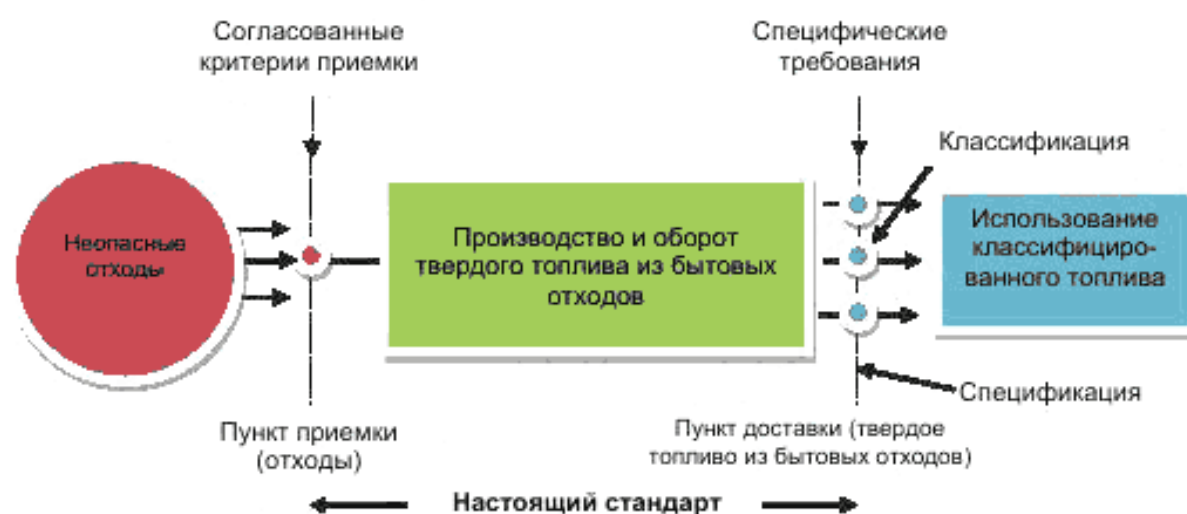 Согласованные
критерии приемки
Специфические
требования
Классификация
Неопасные
отходы
Производство и оборот
твердого топлива из бытовых
отходов
Использование
классифициро-
ванного топлива
Спецификация
Пункт приемки
(отходы)
Пункт доставки (твердое
топливо из бытовых отходов)
Настоящий стандарт